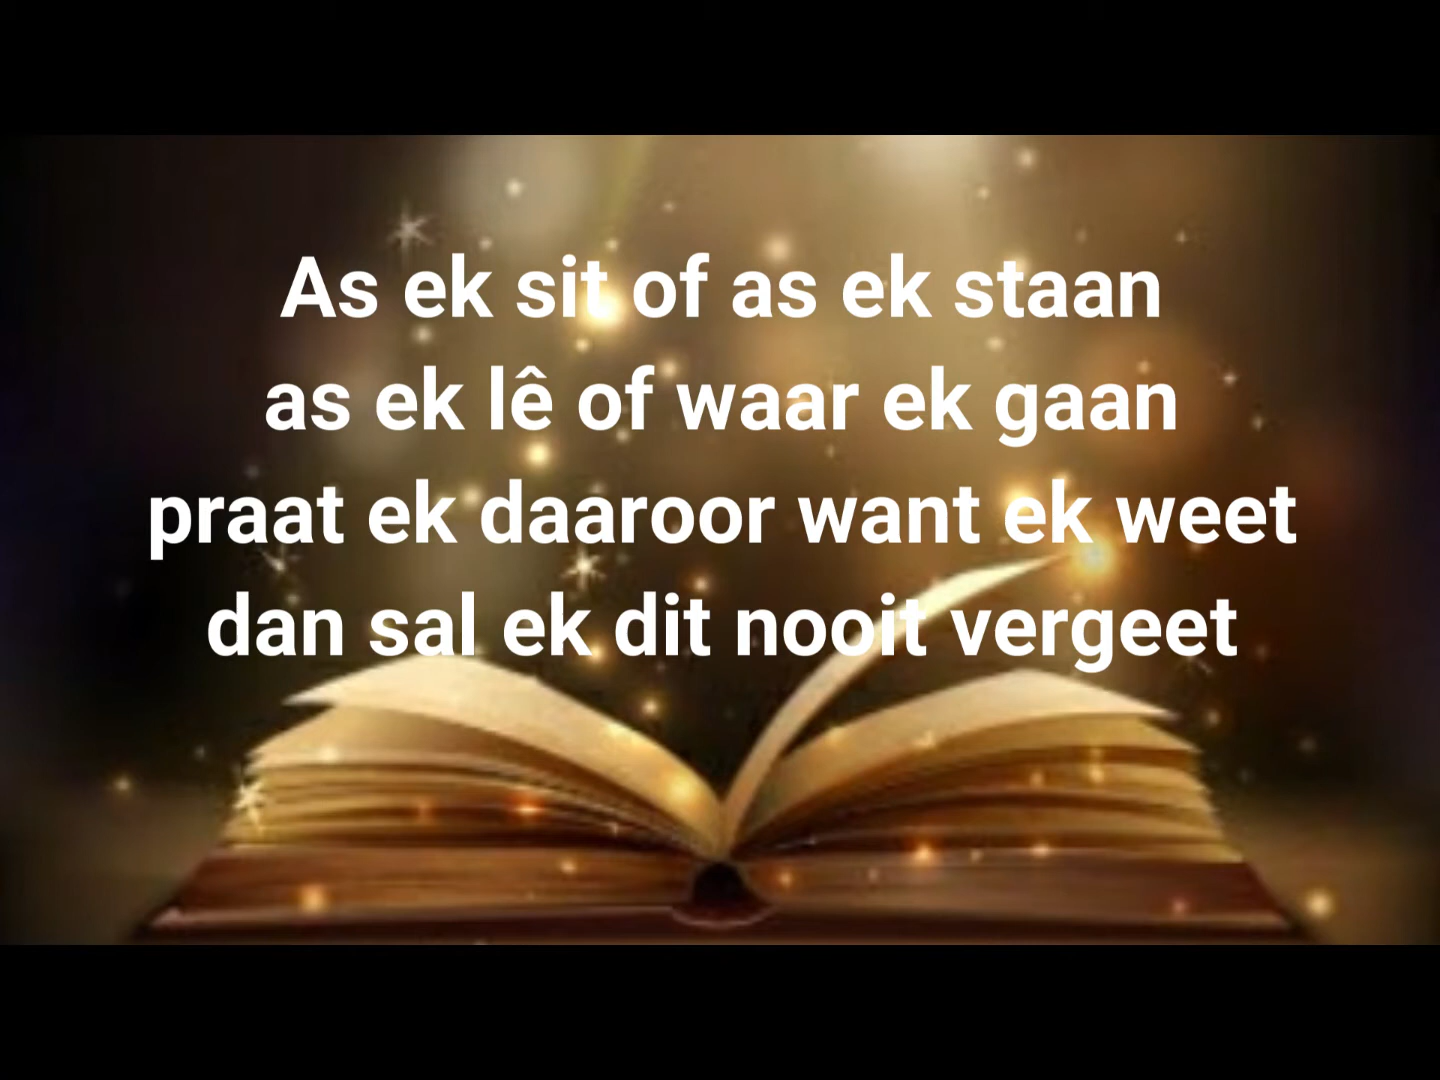 As ek sit of as ek staan
as ek lê of waar ek gaan
praat ek daaroor want ek weet
dan sal ek dit nooit vergeet